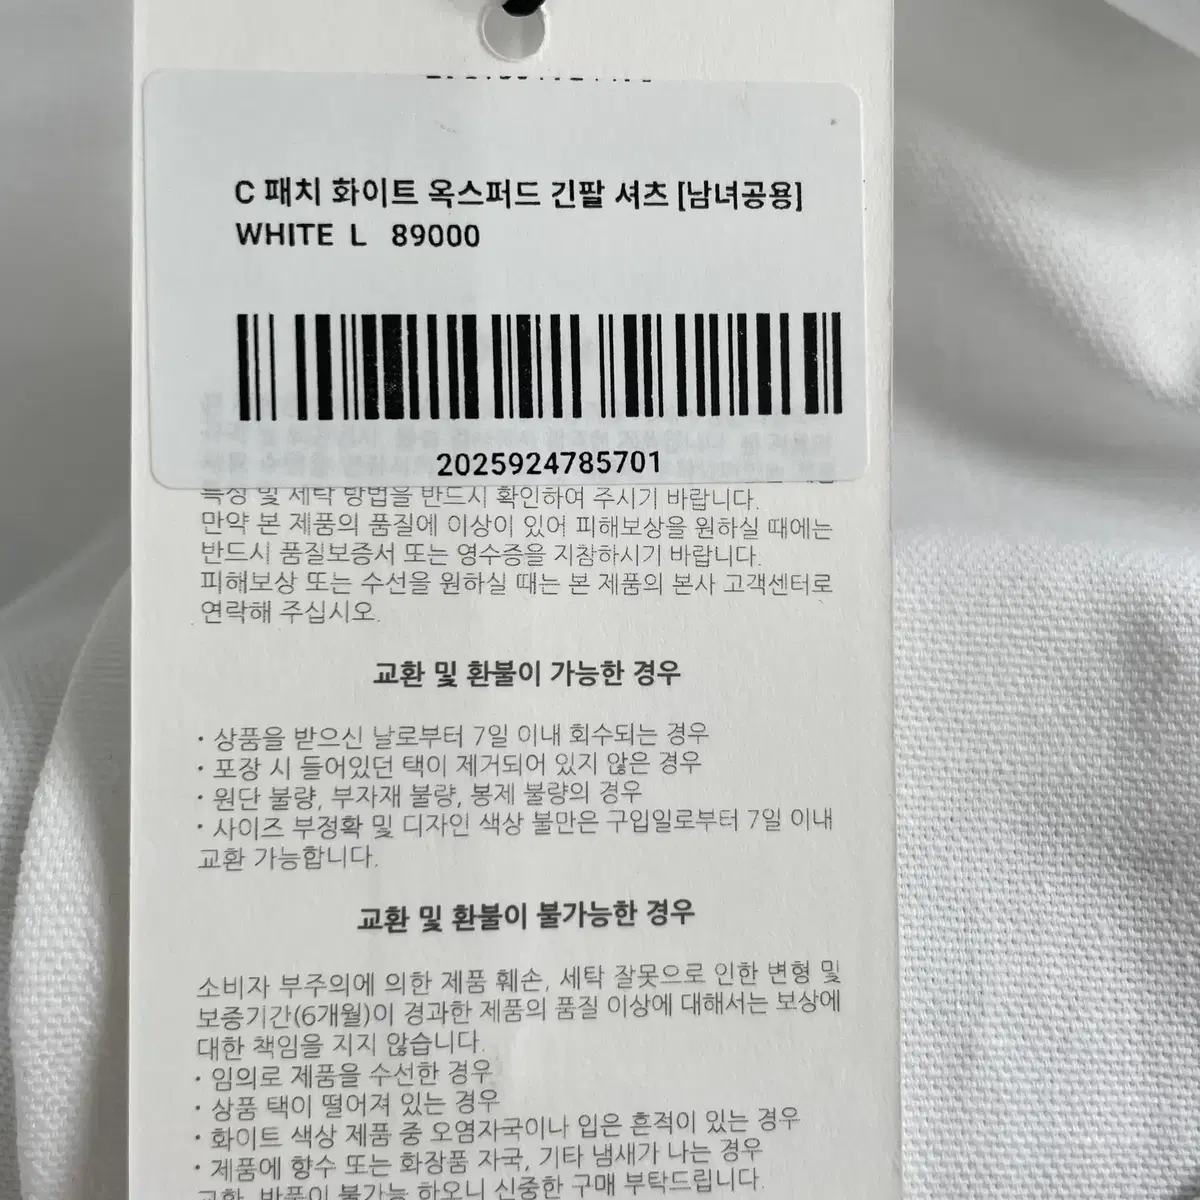 C 패치 화이트 옥스퍼드 긴팔 셔츠 [남녀공용]
WHITE L 89000
2025924785701
특성 및 세탁 방법을 반드시 확인하여 주시기 바랍니다.
만약 본 제품의 품질에 이상이 있어 피해보상을 원하실 때에는
반드시 품질보증서 또는 영수증을 지참하시기 바랍니다.
피해보상 또는 수선을 원하실 때는 본 제품의 본사 고객센터로
연락해 주십시오.
교환 및 환불이 가능한 경우
· 상품을 받으신 날로부터 7일 이내 회수되는 경우
· 포장 시 들어있던 택이 제거되어 있지 않은 경우
· 원단 불량, 부자재 불량, 봉제 불량의 경우
· 사이즈 부정확 및 디자인 색상 불만은 구입일로부터 7일 이내
교환 가능합니다.
교환 및 환불이 불가능한 경우
소비자 부주의에 의한 제품 훼손, 세탁 잘못으로 인한 변형 및
보증기간(6개월)이 경과한 제품의 품질 이상에 대해서는 보상에
대한 책임을 지지 않습니다.
· 임의로 제품을 수선한 경우
· 상품 택이 떨어져 있는 경우
· 화이트 색상 제품 중 오염자국이나 입은 흔적이 있는 경우
· 제품에 향수 또는 화장품 자국, 기타 냄새가 나는 경우
교환, 반품이 불가능 하오니 신중한 구매 부탁드립니다.